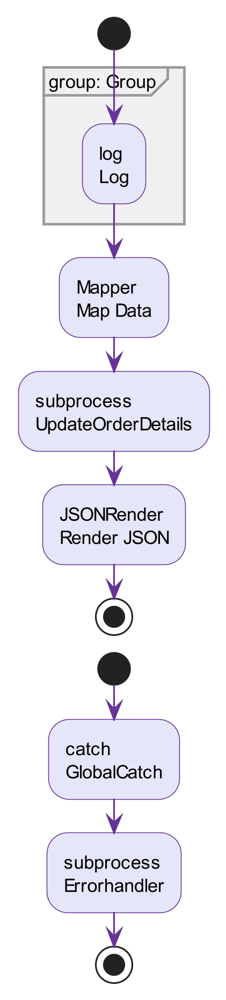 group: Group
log
Log
Mapper
Map Data
subprocess
UpdateOrderDetails
JSONRender
Render JSON
catch
GlobalCatch
subprocess
Errorhandler